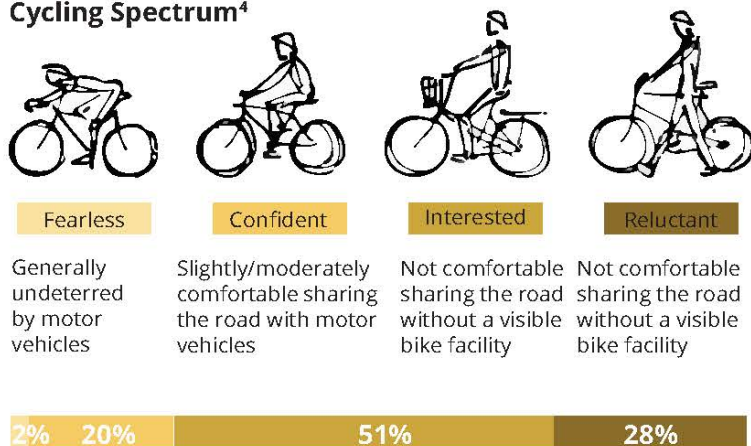 Cycling Spectrum⁴
Fearless
Confident
Interested
Reluctant
Generally
undeterred
by motor
vehicles
Slightly/moderately
comfortable sharing
the road with motor
vehicles
Not comfortable
sharing the road
without a visible
bike facility
Not comfortable
sharing the road
without a visible
bike facility
2% 20% 51% 28%